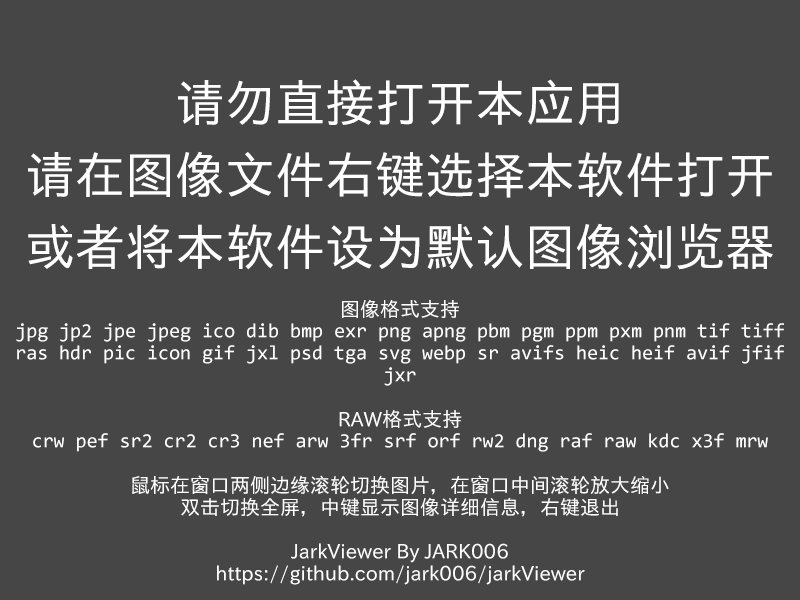 请勿直接打开本应用
请在图像文件右键选择本软件打开
或者将本软件设为默认图像浏览器
图像格式支持
jpg jp2 jpe jpeg ico dib bmp exr png apng pbm pgm ppm pxm pnm tif tiff
ras hdr pic icon gif jxl psd tga svg webp sr avifs heic heif avif jfif
jxr
RAW格式支持
crw pef sr2 cr2 cr3 nef arw 3fr srf orf rw2 dng raf raw kdc x3f mrw
鼠标在窗口两侧边缘滚轮切换图片，在窗口中间滚轮放大缩小
双击切换全屏，中键显示图像详细信息，右键退出
JarkViewer By JARK006
https://github.com/jark006/jarkViewer